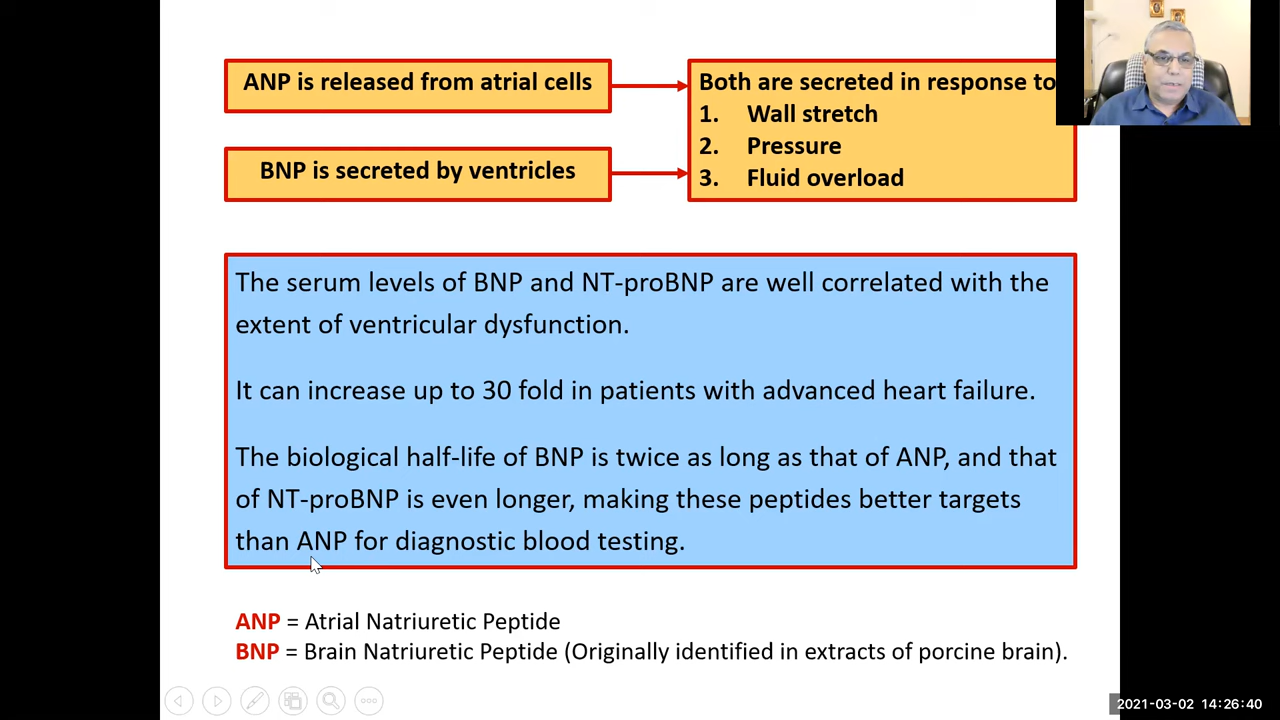 ANP is released from atrial cells
BNP is secreted by ventricles
Both are secreted in response to
1. Wall stretch
2. Pressure
3. Fluid overload
The serum levels of BNP and NT-proBNP are well correlated with the
extent of ventricular dysfunction.
It can increase up to 30 fold in patients with advanced heart failure.
The biological half-life of BNP is twice as long as that of ANP, and that
of NT-proBNP is even longer, making these peptides better targets
than ANP for diagnostic blood testing.
ANP = Atrial Natriuretic Peptide
BNP = Brain Natriuretic Peptide (Originally identified in extracts of porcine brain).
2021-03-02 14:26:40